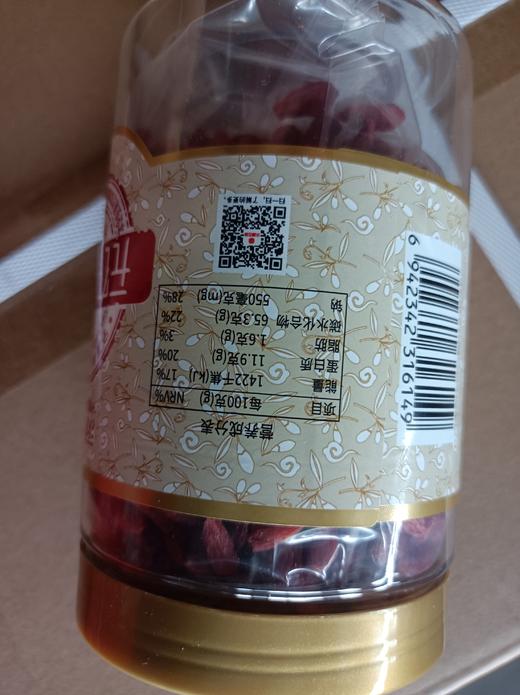 营养成分表
项目 每100克(g) NRV%
能量 1427千焦(kJ) 17%
蛋白质 11.9克(g) 20%
脂肪 1.6克(g) 3%
碳水化合物 65.3克(g) 22%
钠 550毫克(mg) 28%
扫一扫，了解的更多。
6 942342 316149